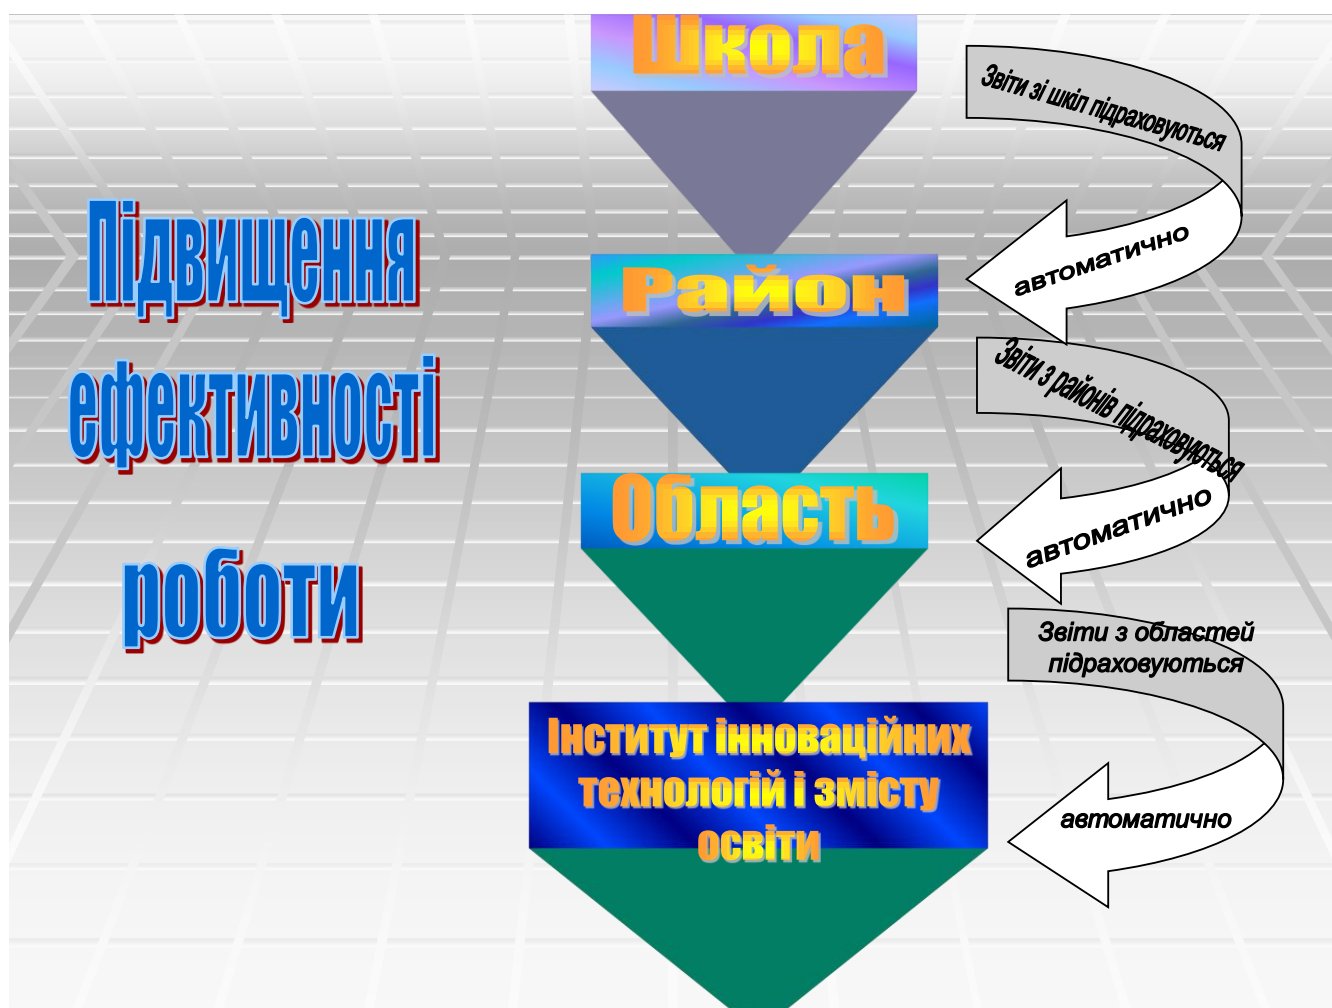 Підвищення
ефективності
роботи
Школа
Район
Область
Інститут інноваційних
технологій і змісту
освіти
Звіти зі шкіл підраховуються
автоматично
Звіти з районів підраховуються
автоматично
Звіти з областей
підраховуються
автоматично